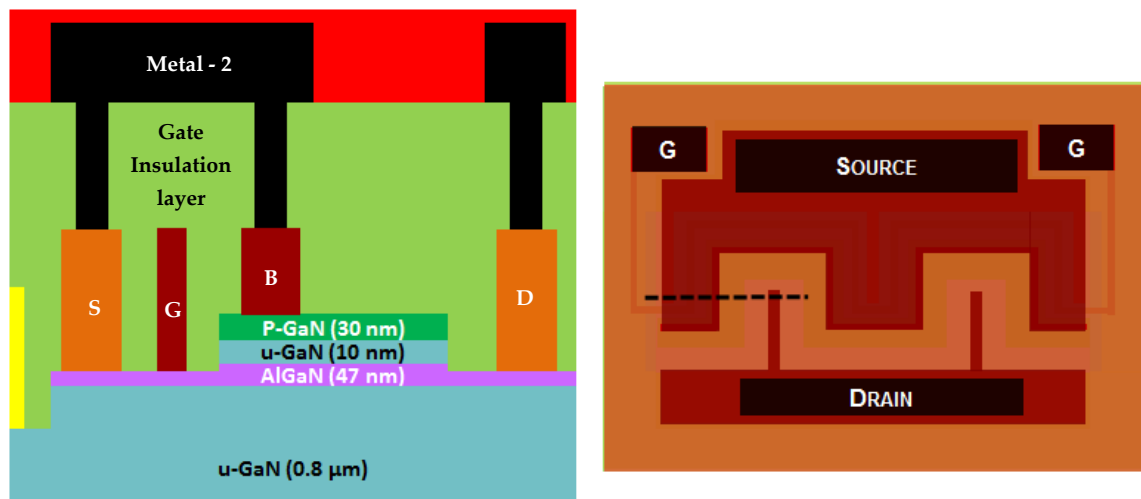 Metal - 2
Gate
Insulation
layer
S
G
B
D
P-GaN (30 nm)
u-GaN (10 nm)
AlGaN (47 nm)
u-GaN (0.8 µm)
G
SOURCE
G
DRAIN